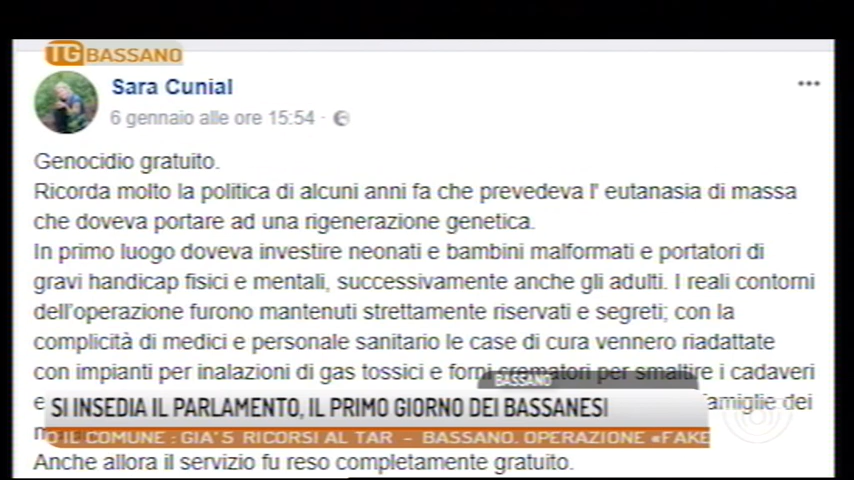 TG BASSANO
Sara Cunial
6 gennaio alle ore 15:54 ·
Genocidio gratuito.
Ricorda molto la politica di alcuni anni fa che prevedeva l' eutanasia di massa
che doveva portare ad una rigenerazione genetica.
In primo luogo doveva investire neonati e bambini malformati e portatori di
gravi handicap fisici e mentali, successivamente anche gli adulti. I reali contorni
dell'operazione furono mantenuti strettamente riservati e segreti; con la
complicità di medici e personale sanitario le case di cura vennero riadattate
con impianti per inalazioni di gas tossici e forni crematori per smaltire i cadaveri
BASSANO
e famiglie dei
SI INSEDIA IL PARLAMENTO, IL PRIMO GIORNO DEI BASSANESI
COMUNE : GIA'S RICORSI AL TAR - BASSANO. OPERAZIONE «FAKE
Anche allora il servizio fu reso completamente gratuito.